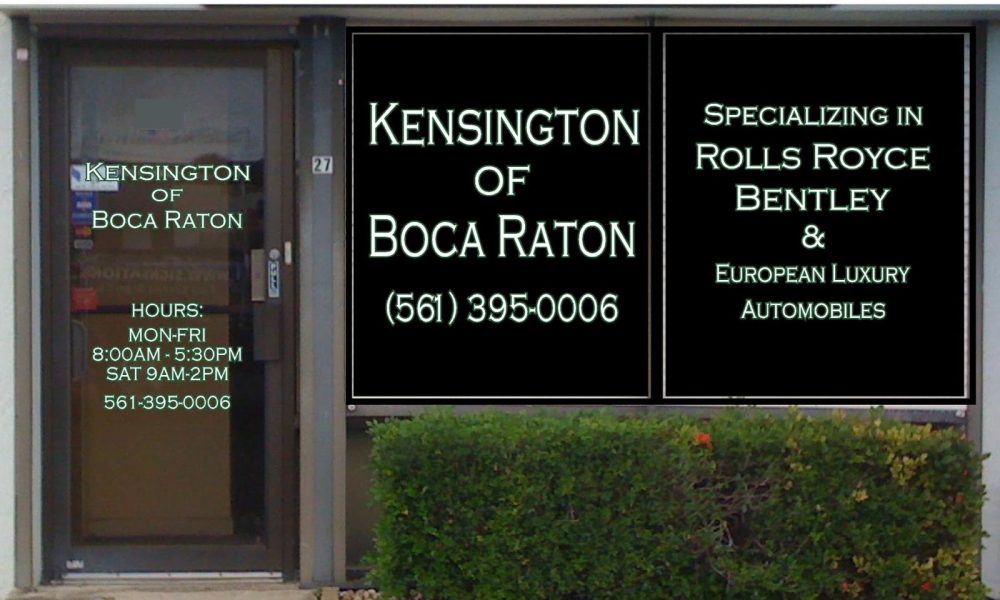 Kensington
of
Boca Raton
HOURS:
MON-FRI
8:00AM - 5:30PM
SAT 9AM-2PM
561-395-0006
27
Kensington
of
Boca Raton
(561) 395-0006
Specializing in
Rolls Royce
Bentley
&
European Luxury
Automobiles